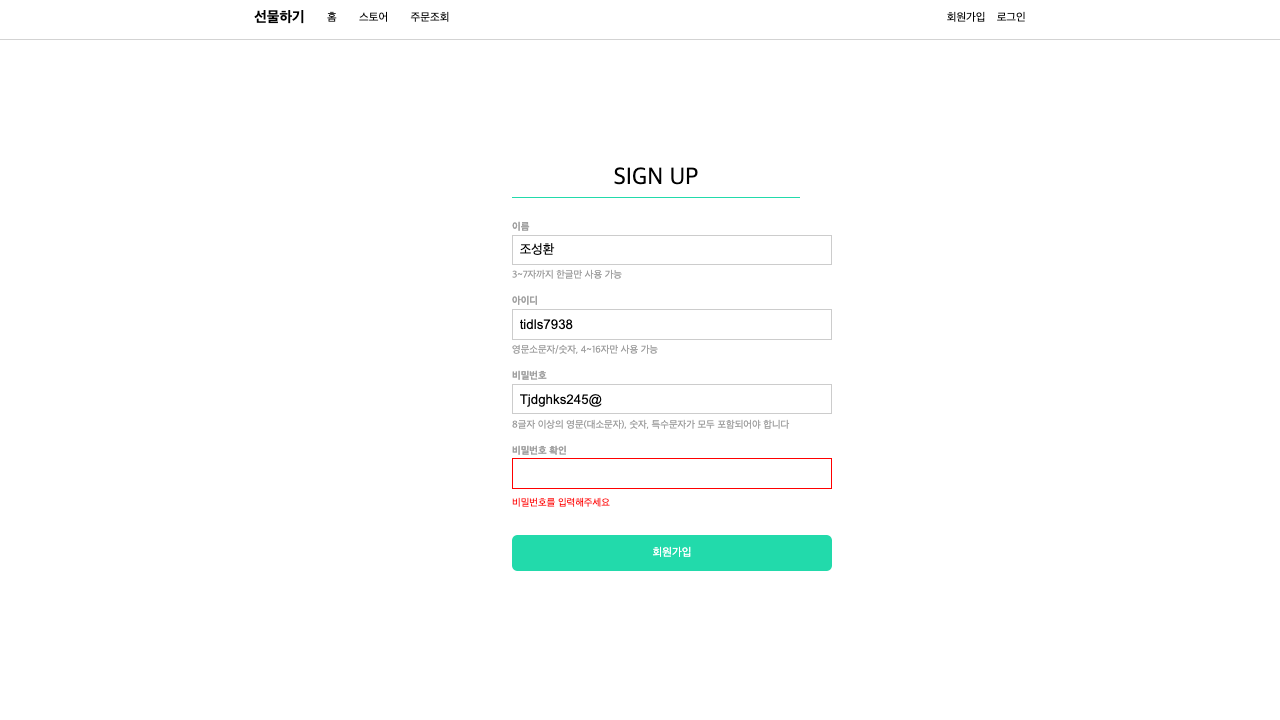 선물하기 홈 스토어 주문조회 회원가입 로그인
SIGN UP
이름
조성환
3~7자까지 한글만 사용 가능
아이디
tidls7938
영문소문자/숫자, 4~16자만 사용 가능
비밀번호
Tjdghks245@
8글자 이상의 영문(대소문자), 숫자, 특수문자가 모두 포함되어야 합니다
비밀번호 확인
비밀번호를 입력해주세요
회원가입